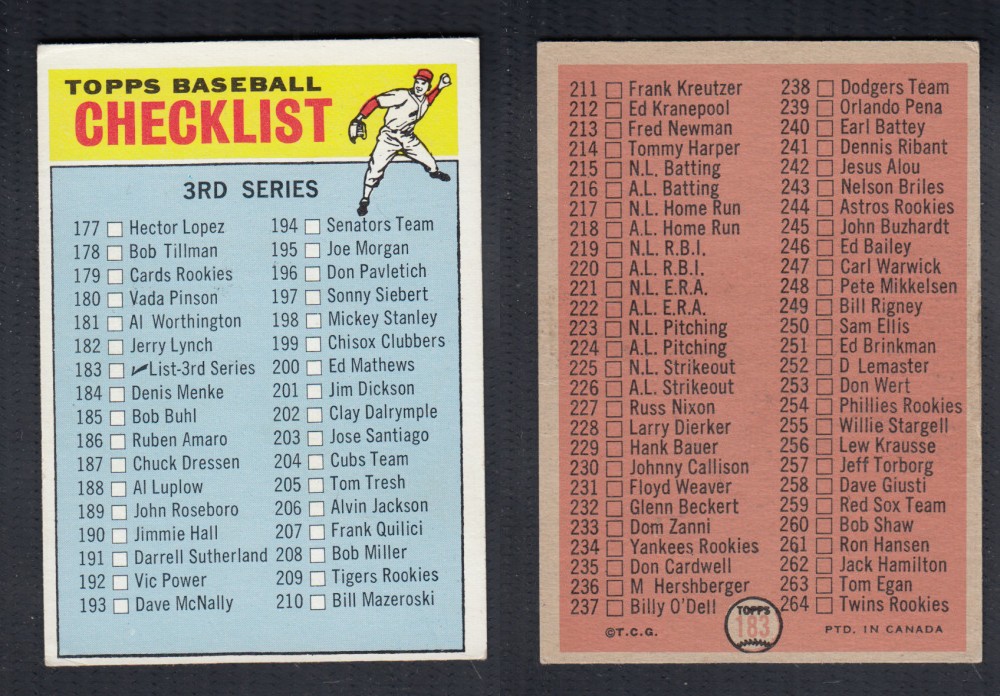 TOPPS BASEBALL
CHECKLIST
3RD SERIES
177 Hector Lopez
178 Bob Tillman
179 Cards Rookies
180 Vada Pinson
181 Al Worthington
182 Jerry Lynch
183 List-3rd Series
184 Denis Menke
185 Bob Buhl
186 Ruben Amaro
187 Chuck Dressen
188 Al Luplow
189 John Roseboro
190 Jimmie Hall
191 Darrell Sutherland
192 Vic Power
193 Dave McNally
194 Senators Team
195 Joe Morgan
196 Don Pavletich
197 Sonny Siebert
198 Mickey Stanley
199 Chisox Clubbers
200 Ed Mathews
201 Jim Dickson
202 Clay Dalrymple
203 Jose Santiago
204 Cubs Team
205 Tom Tresh
206 Alvin Jackson
207 Frank Quilici
208 Bob Miller
209 Tigers Rookies
210 Bill Mazeroski
211 Frank Kreutzer
212 Ed Kranepool
213 Fred Newman
214 Tommy Harper
215 N.L. Batting
216 A.L. Batting
217 N.L. Home Run
218 A.L. Home Run
219 N.L. R.B.I.
220 A.L. R.B.I.
221 N.L. E.R.A.
222 A.L. E.R.A.
223 N.L. Pitching
224 A.L. Pitching
225 N.L. Strikeout
226 A.L. Strikeout
227 Russ Nixon
228 Larry Dierker
229 Hank Bauer
230 Johnny Callison
231 Floyd Weaver
232 Glenn Beckert
233 Dom Zanni
234 Yankees Rookies
235 Don Cardwell
236 M Hershberger
237 Billy O'Dell
238 Dodgers Team
239 Orlando Pena
240 Earl Battey
241 Dennis Ribant
242 Jesus Alou
243 Nelson Briles
244 Astros Rookies
245 John Buzhardt
246 Ed Bailey
247 Carl Warwick
248 Pete Mikkelsen
249 Bill Rigney
250 Sam Ellis
251 Ed Brinkman
252 D Lemaster
253 Don Wert
254 Phillies Rookies
255 Willie Stargell
256 Lew Krausse
257 Jeff Torborg
258 Dave Giusti
259 Red Sox Team
260 Bob Shaw
261 Ron Hansen
262 Jack Hamilton
263 Tom Egan
264 Twins Rookies
©T.C.G.
TOPPS
183
PTD. IN CANADA